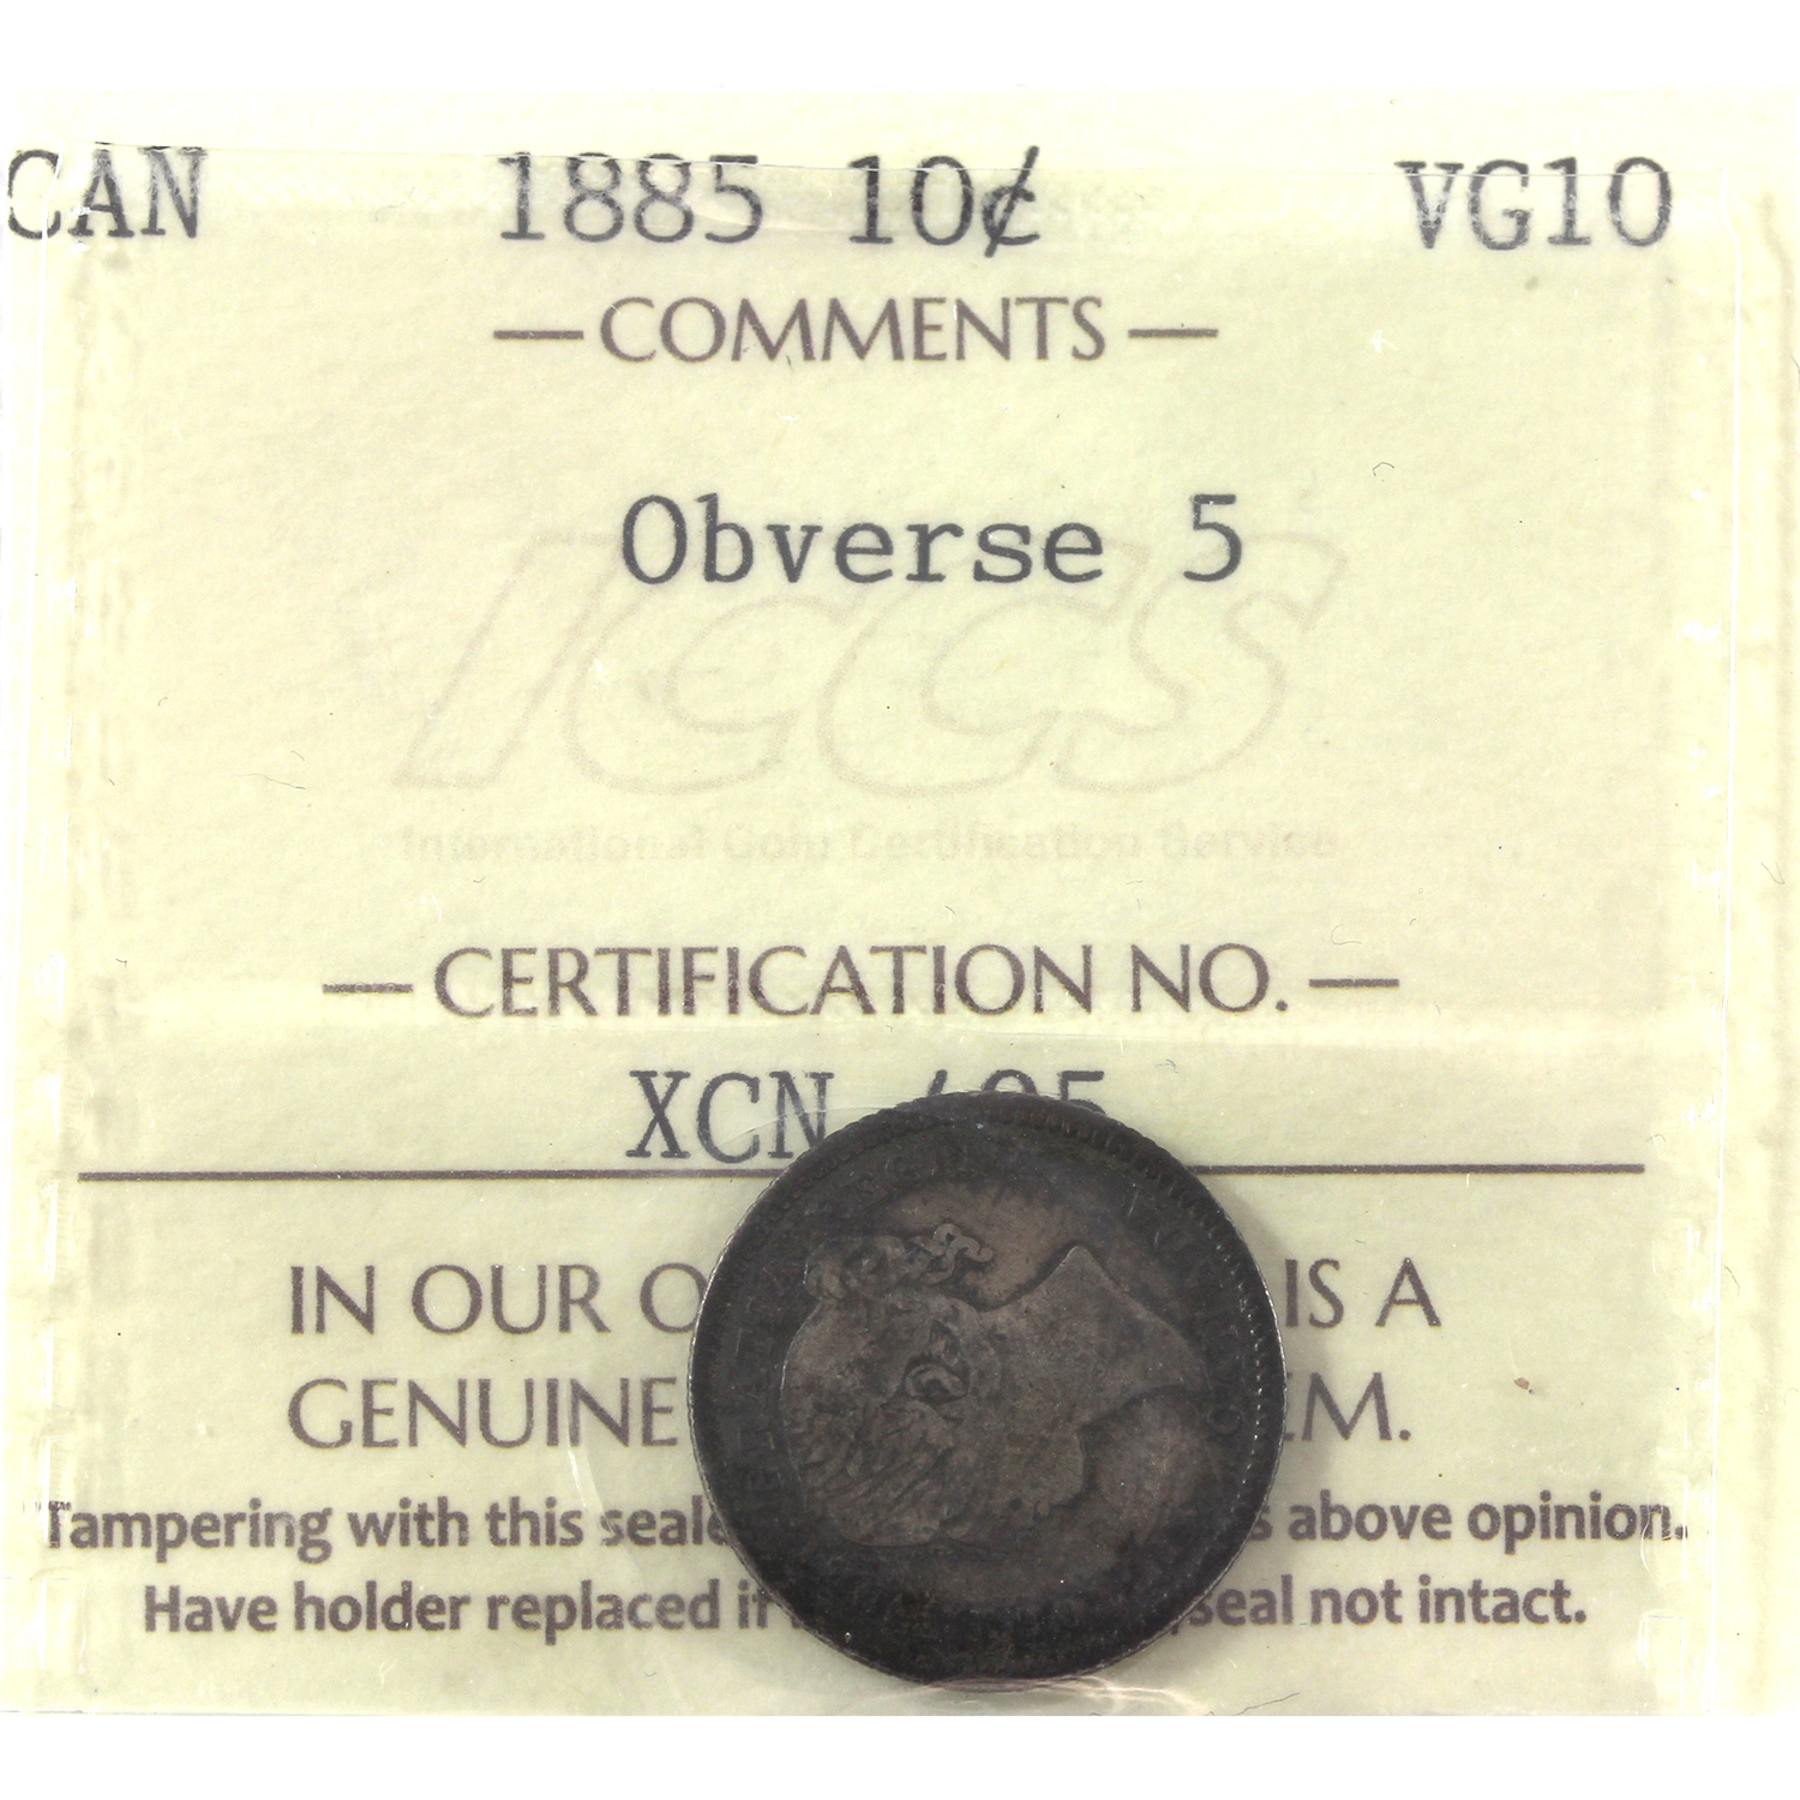 CAN 1885 10¢ VG10
—COMMENTS—
Obverse 5
ICCS
International Coin Certification Service
—CERTIFICATION NO.—
XCN
IN OUR O IS A
GENUINE EM.
Tampering with this seale s above opinion.
Have holder replaced if seal not intact.